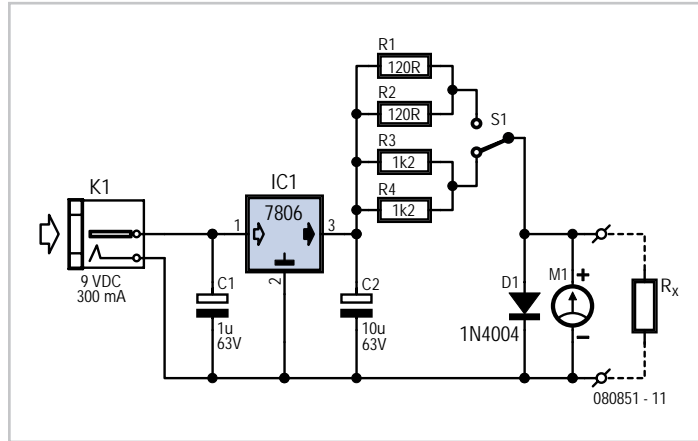 R1
120R
R2
120R
S1
R3
1k2
R4
1k2
K1
9 VDC
300 mA
IC1
7806
1
3
2
C1
1u
63V
C2
10u
63V
D1
1N4004
M1
+
−
Rx
080851 - 11